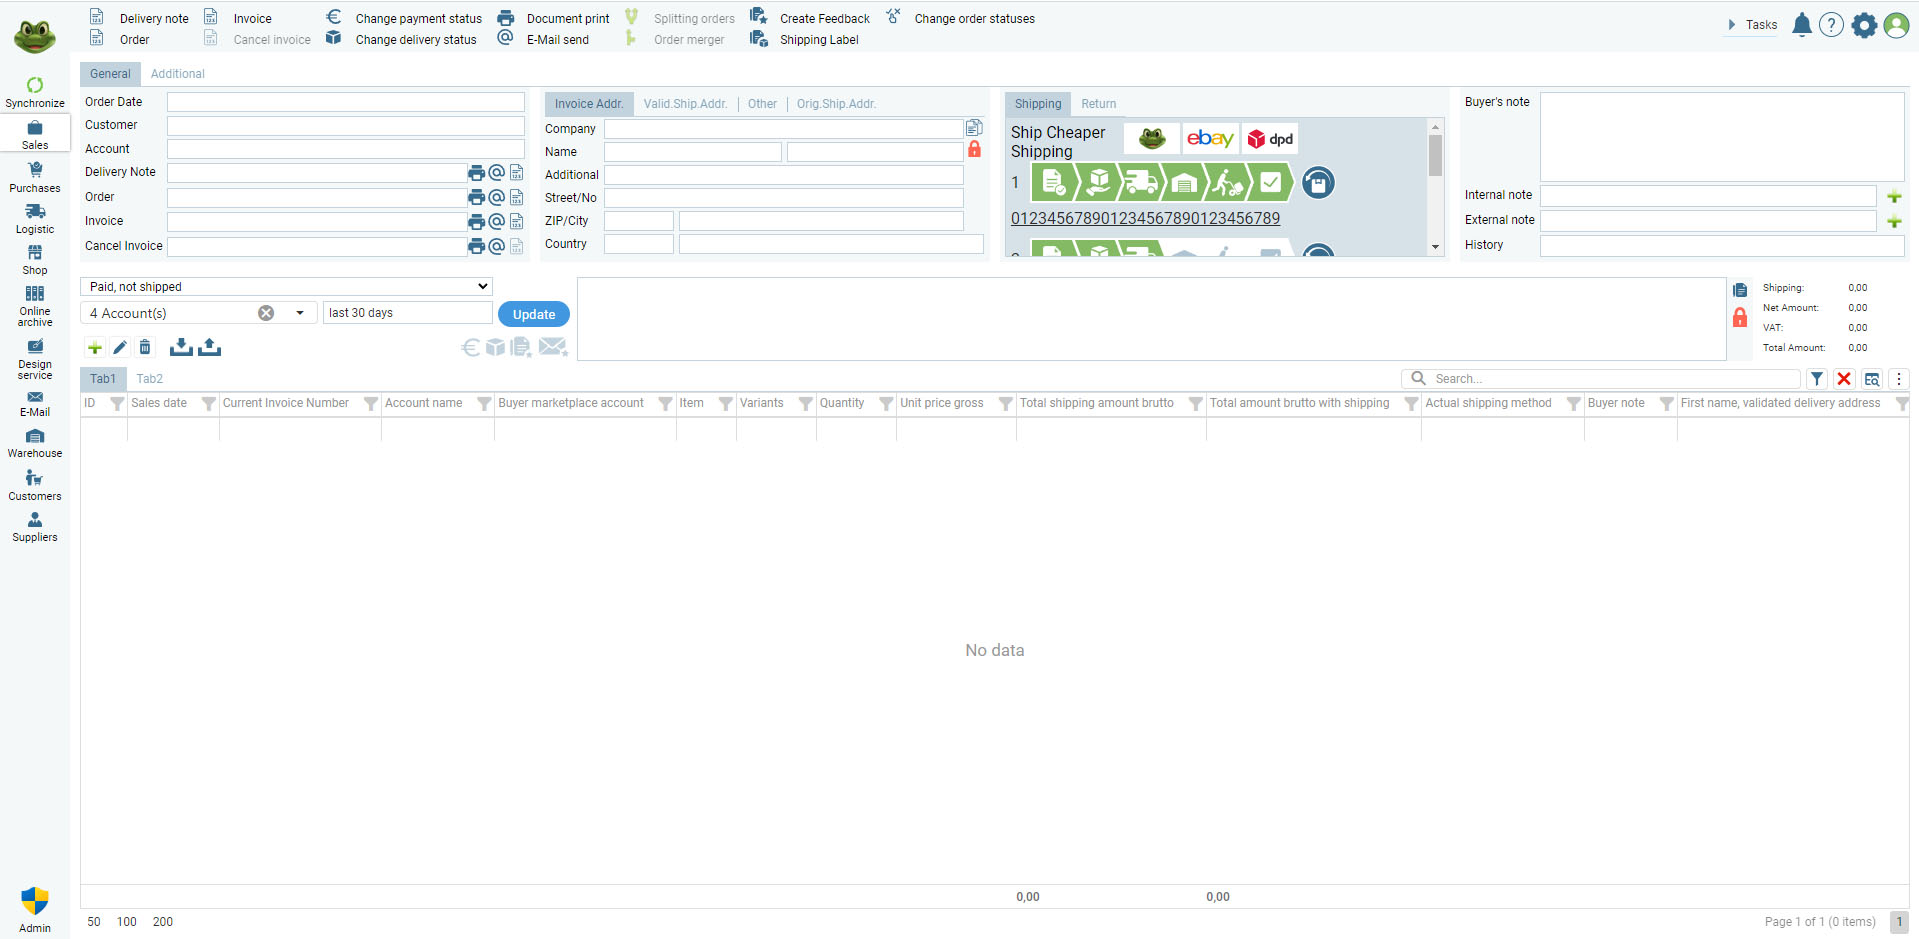 Delivery note
Order
Invoice
Cancel invoice
Change payment status
Change delivery status
Document print
E-Mail send
Splitting orders
Order merger
Create Feedback
Shipping Label
Change order statuses
Tasks
?
Synchronize
Sales
Purchases
Logistic
Shop
Online
archive
Design
service
E-Mail
Warehouse
Customers
Suppliers
Admin
General
Additional
Order Date
Customer
Account
Delivery Note
Order
Invoice
Cancel Invoice
Invoice Addr.
Valid.Ship.Addr.
Other
Orig.Ship.Addr.
Company
Name
Additional
Street/No
ZIP/City
Country
Shipping
Return
Ship Cheaper
Shipping
ebay
dpd
1
012345678901234567890123456789
Buyer's note
Internal note
External note
History
Paid, not shipped
4 Account(s)
last 30 days
Update
Shipping: 0,00
Net Amount: 0,00
VAT: 0,00
Total Amount: 0,00
Tab1
Tab2
Search...
ID
Sales date
Current Invoice Number
Account name
Buyer marketplace account
Item
Variants
Quantity
Unit price gross
Total shipping amount brutto
Total amount brutto with shipping
Actual shipping method
Buyer note
First name, validated delivery address
No data
0,00
0,00
50 100 200
Page 1 of 1 (0 items) 1